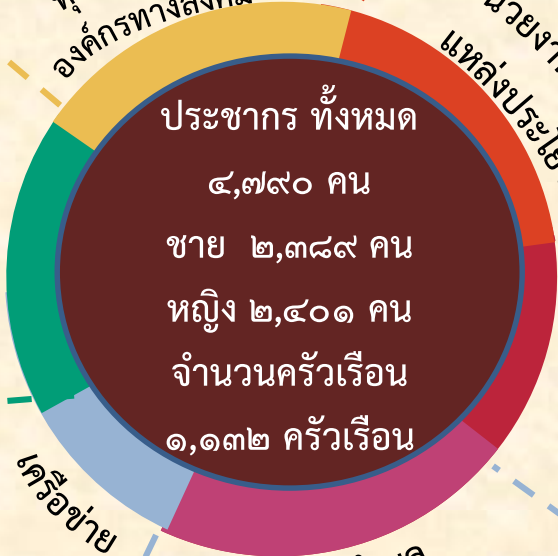 องค์กรทางสังคม
แหล่งประโย
ประชากร ทั้งหมด
๔,๗๙๐ คน
ชาย ๒,๓๘๙ คน
หญิง ๒,๔๐๑ คน
จำนวนครัวเรือน
๑,๑๓๒ ครัวเรือน
เครือข่าย